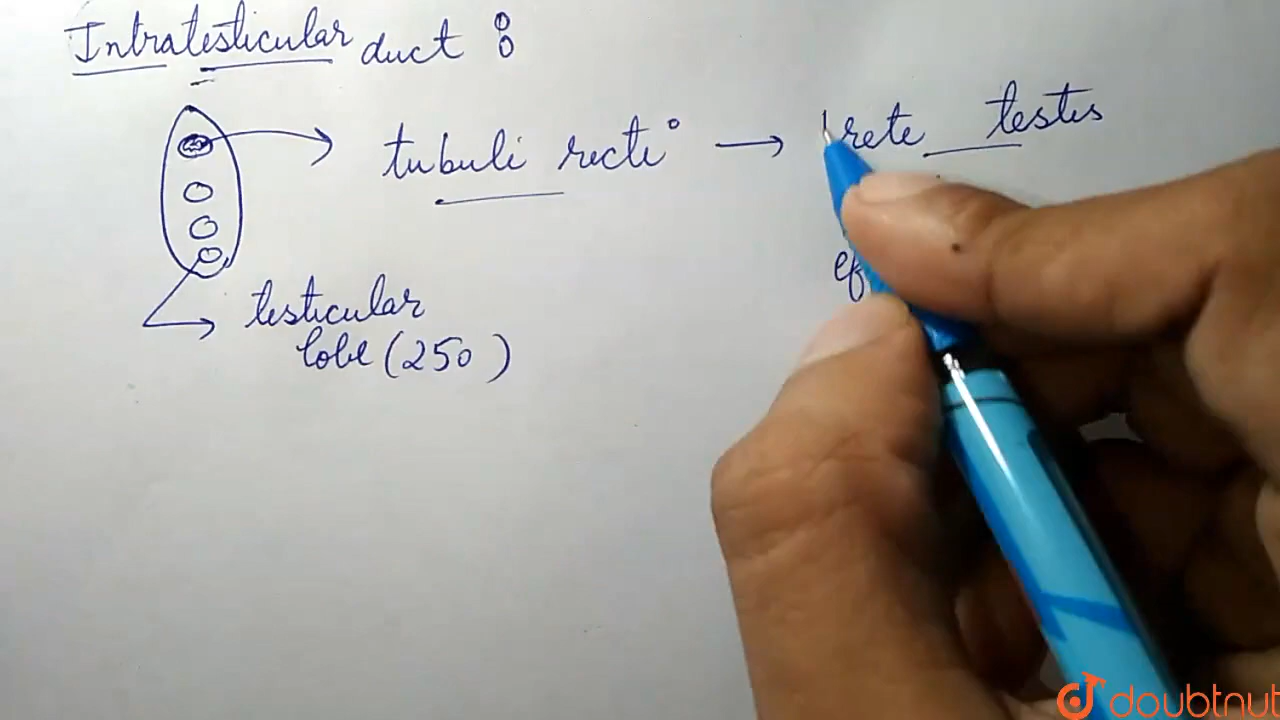 Intratesticular duct :
tubuli recti → rete testis
testicular
lobe (250)
doubtnut